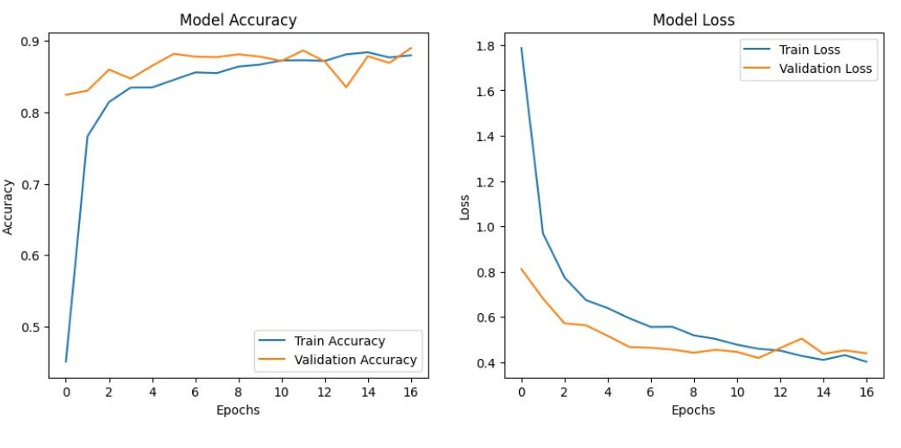 Model Accuracy
0.9
0.8
0.7
0.6
0.5
Accuracy
0 2 4 6 8 10 12 14 16
Epochs
Train Accuracy
Validation Accuracy
Model Loss
1.8
1.6
1.4
1.2
1.0
0.8
0.6
0.4
Loss
0 2 4 6 8 10 12 14 16
Epochs
Train Loss
Validation Loss